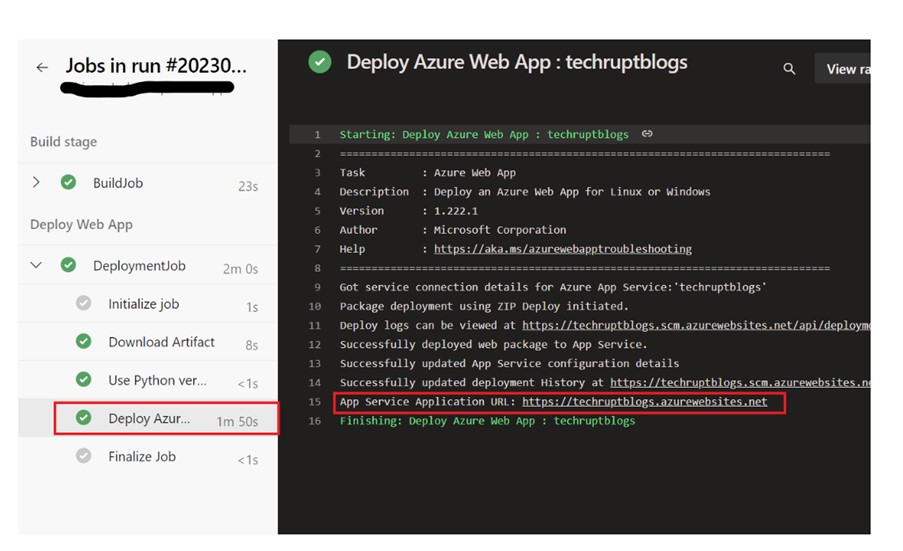 ← Jobs in run #20230...
Build stage
BuildJob 23s
Deploy Web App
DeploymentJob 2m 0s
Initialize job 1s
Download Artifact 8s
Use Python ver... <1s
Deploy Azur... 1m 50s
Finalize Job <1s
Deploy Azure Web App : techruptblogs
View ra
1 Starting: Deploy Azure Web App : techruptblogs
2 ==============================================================================
3 Task : Azure Web App
4 Description : Deploy an Azure Web App for Linux or Windows
5 Version : 1.222.1
6 Author : Microsoft Corporation
7 Help : https://aka.ms/azurewebapptroubleshooting
8 ==============================================================================
9 Got service connection details for Azure App Service:'techruptblogs'
10 Package deployment using ZIP Deploy initiated.
11 Deploy logs can be viewed at https://techruptblogs.scm.azurewebsites.net/api/deploym
12 Successfully deployed web package to App Service.
13 Successfully updated App Service configuration details
14 Successfully updated deployment History at https://techruptblogs.scm.azurewebsites.ne
15 App Service Application URL: https://techruptblogs.azurewebsites.net
16 Finishing: Deploy Azure Web App : techruptblogs